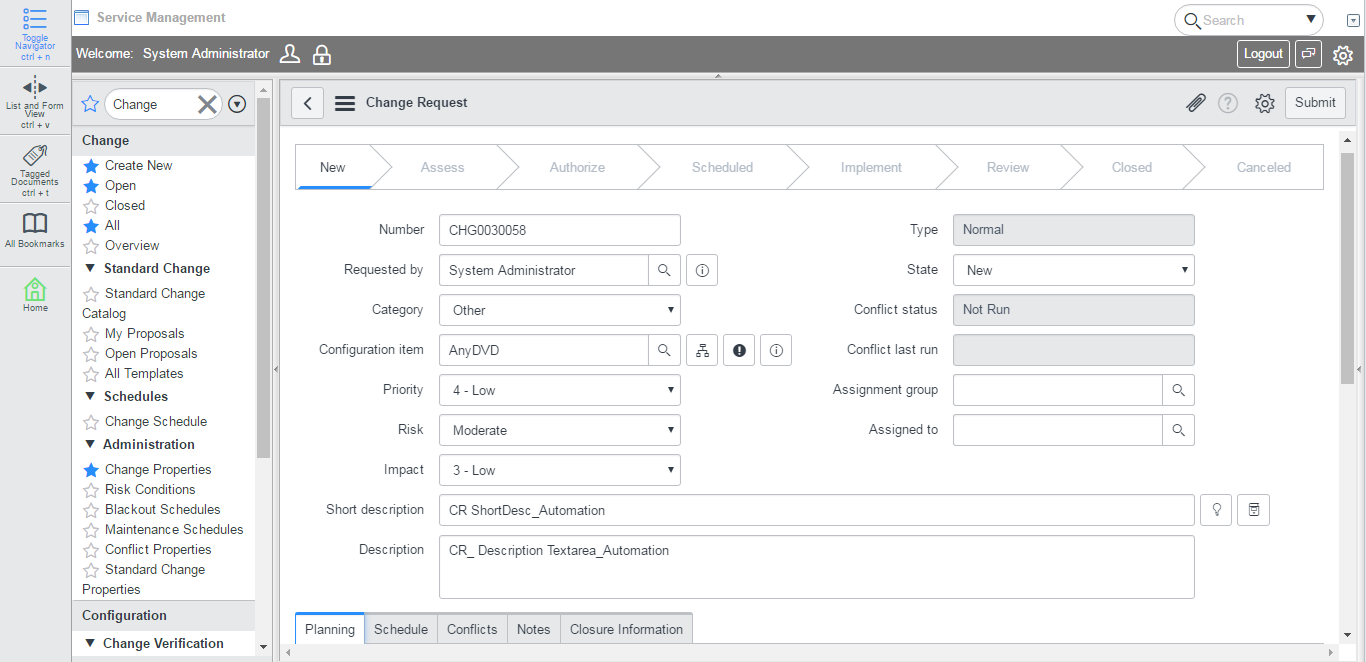 Toggle
Navigator
ctrl + n
List and Form
View
ctrl + v
Tagged
Documents
ctrl + t
All Bookmarks
Home
Service Management
Search
Welcome: System Administrator
Logout
Change
Change
Create New
Open
Closed
All
Overview
Standard Change
Standard Change
Catalog
My Proposals
Open Proposals
All Templates
Schedules
Change Schedule
Administration
Change Properties
Risk Conditions
Blackout Schedules
Maintenance Schedules
Conflict Properties
Standard Change
Properties
Configuration
Change Verification
Change Request
Submit
New Assess Authorize Scheduled Implement Review Closed Canceled
Number CHG0030058
Type Normal
Requested by System Administrator
State New
Category Other
Conflict status Not Run
Configuration item AnyDVD
Conflict last run
Priority 4 - Low
Assignment group
Risk Moderate
Assigned to
Impact 3 - Low
Short description CR ShortDesc_Automation
Description CR_ Description Textarea_Automation
Planning Schedule Conflicts Notes Closure Information